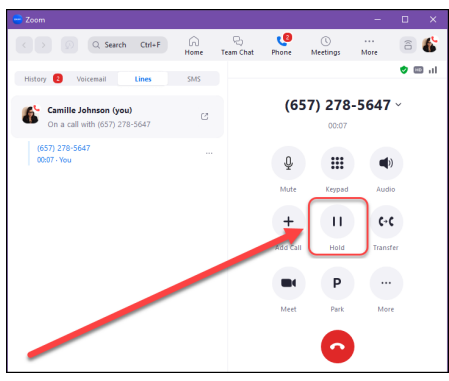 Zoom
Search Ctrl+F
Home
Team Chat
2
Phone
Meetings
More
History 2 Voicemail Lines SMS
HD
Camille Johnson (you)
On a call with (657) 278-5647
(657) 278-5647
00:07 · You
(657) 278-5647
00:07
Mute Keypad Audio
Add Call Hold Transfer
P
Meet Park More